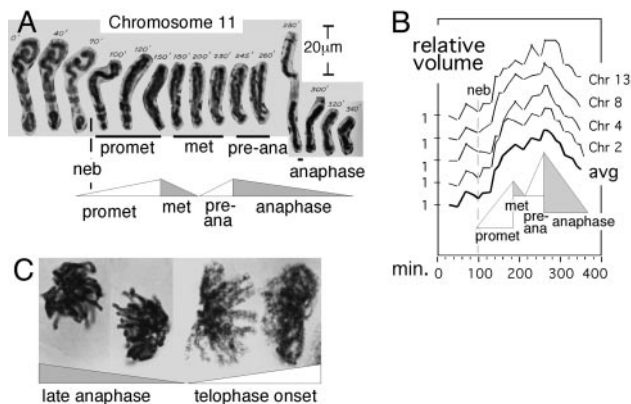 A
Chromosome 11
0'
40'
70'
100'
120'
150'
180'
200'
230'
245'
260'
280'
20μm
300'
320'
340'
promet
met
pre-ana
anaphase
neb
promet
met
pre-
ana
anaphase
B
relative
volume
neb
Chr 13
1
Chr 8
1
Chr 4
1
Chr 2
1
avg
1
met
pre-
ana
anaphase
promet
min.
0
100
200
300
400
C
late anaphase
telophase onset